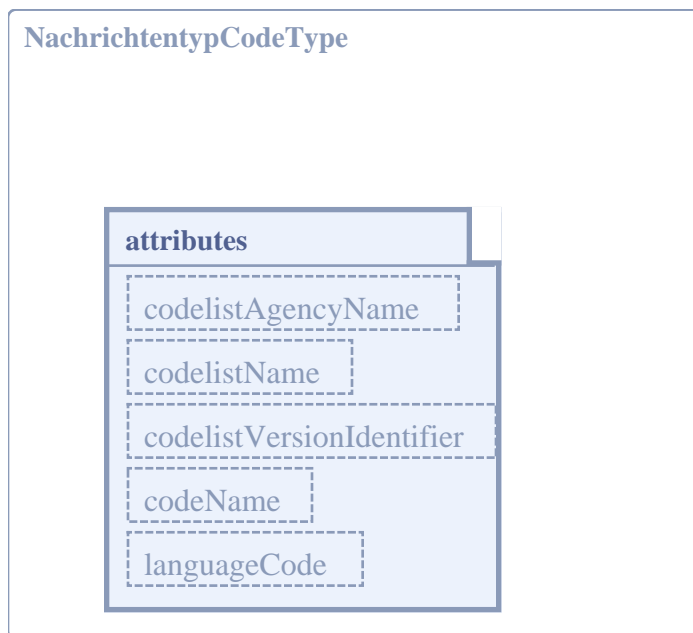 NachrichtentypCodeType
attributes
codelistAgencyName
codelistName
codelistVersionIdentifier
codeName
languageCode